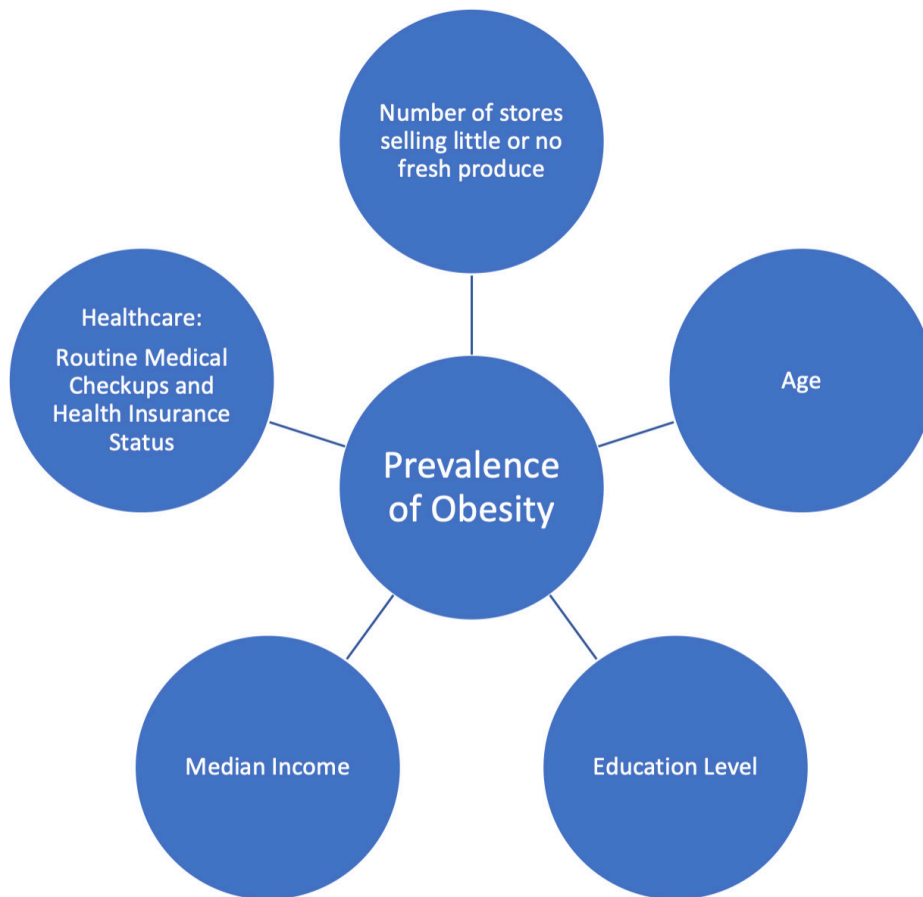 Number of stores
selling little or no
fresh produce
Healthcare:
Routine Medical
Checkups and
Health Insurance
Status
Age
Prevalence
of Obesity
Median Income
Education Level